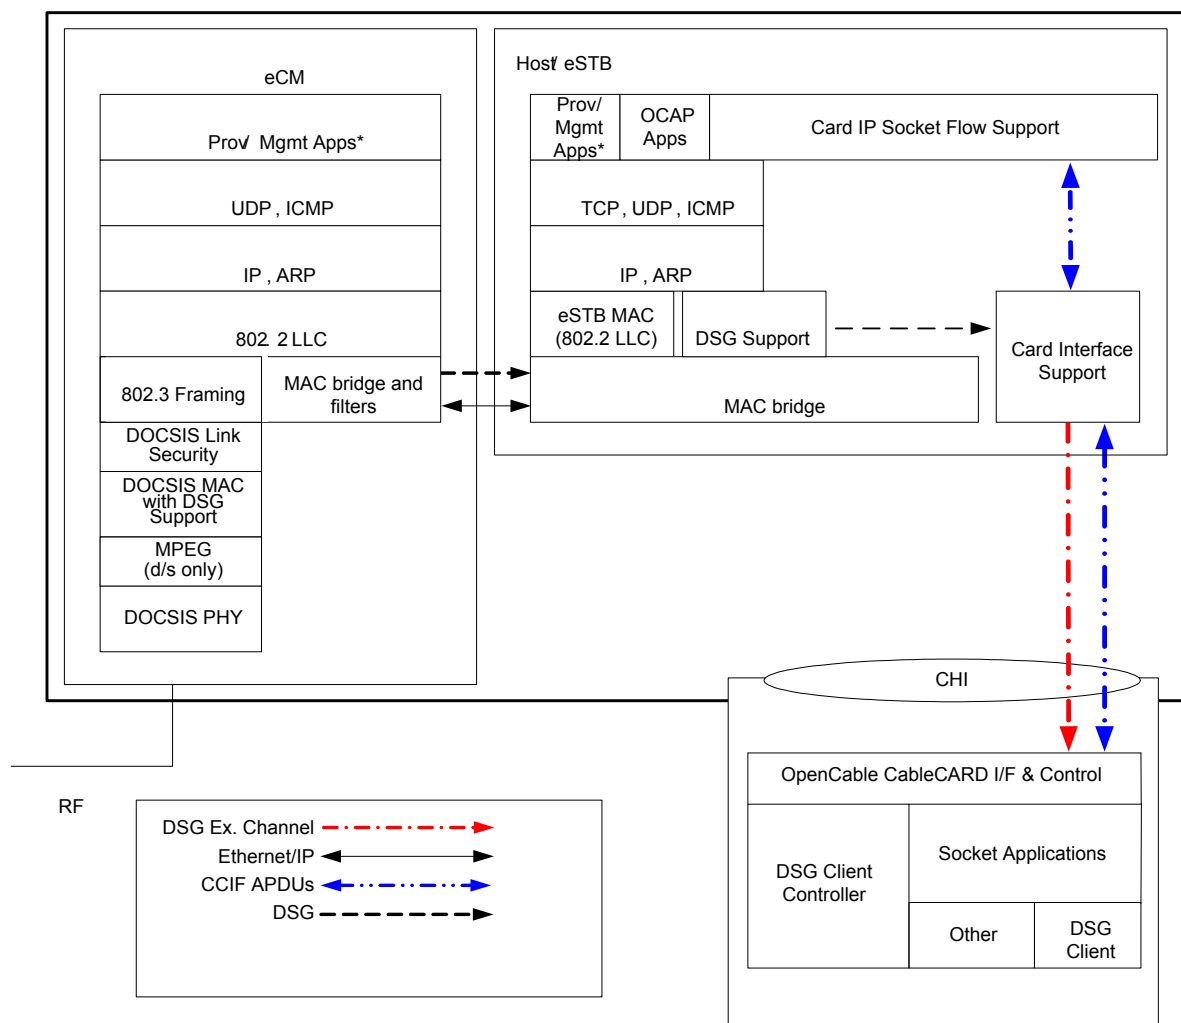 eCM
Prov/ Mgmt Apps*
UDP , ICMP
IP , ARP
802. 2 LLC
802.3 Framing
MAC bridge and
filters
DOCSIS Link
Security
DOCSIS MAC
with DSG
Support
MPEG
(d/s only)
DOCSIS PHY
Host/ eSTB
Prov/
Mgmt
Apps*
OCAP
Apps
Card IP Socket Flow Support
TCP , UDP , ICMP
IP , ARP
eSTB MAC
(802.2 LLC)
DSG Support
MAC bridge
Card Interface
Support
CHI
OpenCable CableCARD I/F & Control
DSG Client
Controller
Socket Applications
Other
DSG
Client
RF
DSG Ex. Channel
Ethernet/IP
CCIF APDUs
DSG